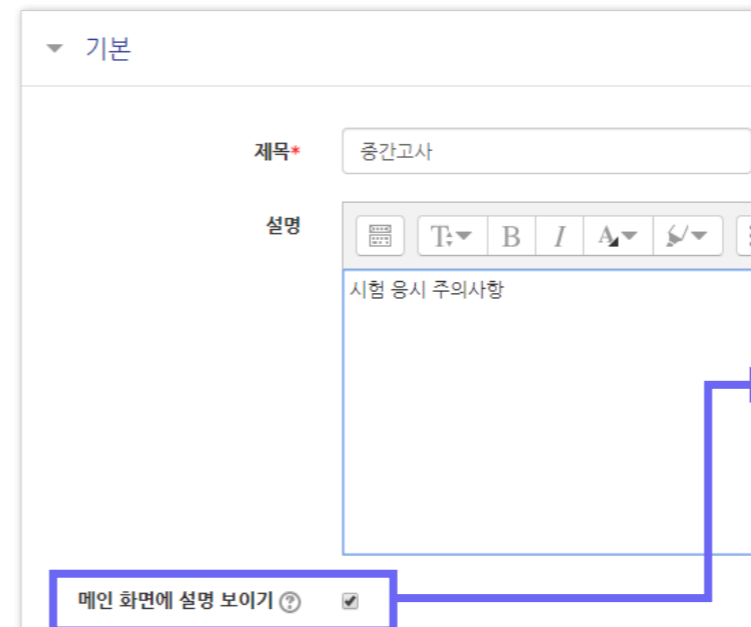 기본
제목*
중간고사
설명
T B I A
시험 응시 주의사항
메인 화면에 설명 보이기 ?